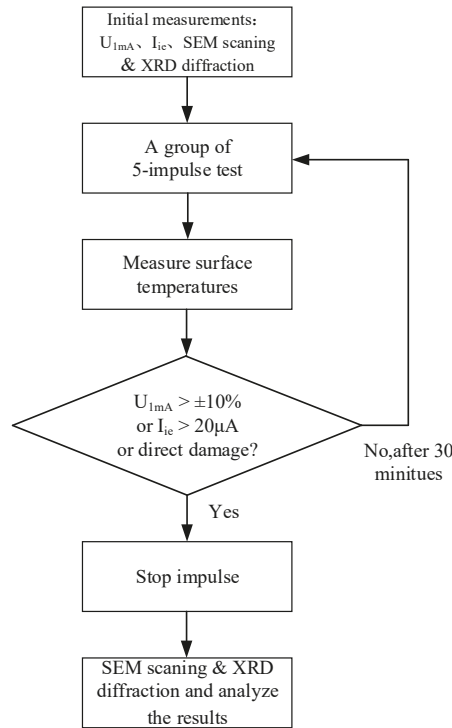 Initial measurements:
U1mA、Iie、SEM scaning
& XRD diffraction
A group of
5-impulse test
Measure surface
temperatures
U1mA > ±10%
or Iie > 20μA
or direct damage?
No,after 30
minitues
Yes
Stop impulse
SEM scaning & XRD
diffraction and analyze
the results